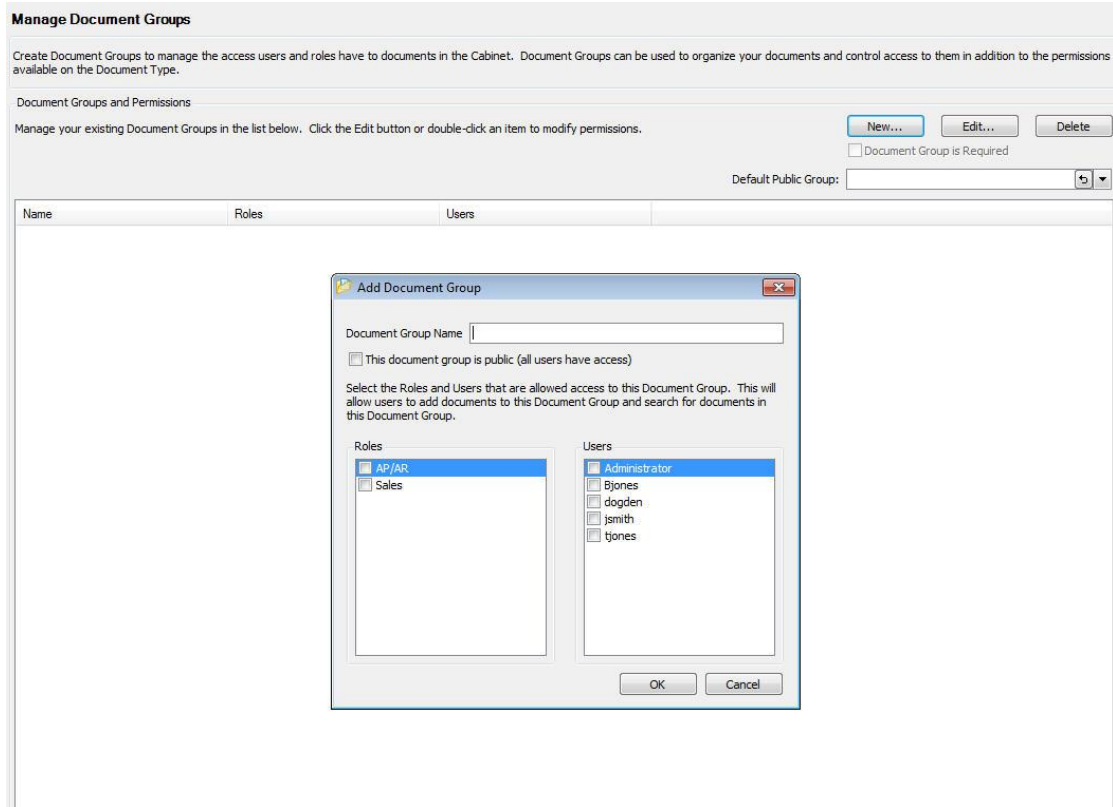 Manage Document Groups
Create Document Groups to manage the access users and roles have to documents in the Cabinet. Document Groups can be used to organize your documents and control access to them in addition to the permissions
available on the Document Type.
Document Groups and Permissions
Manage your existing Document Groups in the list below. Click the Edit button or double-click an item to modify permissions.
New... Edit... Delete
Document Group is Required
Default Public Group:
Name Roles Users
Add Document Group
Document Group Name
This document group is public (all users have access)
Select the Roles and Users that are allowed access to this Document Group. This will
allow users to add documents to this Document Group and search for documents in
this Document Group.
Roles
AP/AR
Sales
Users
Administrator
Bjones
dogden
jsmith
tjones
OK Cancel